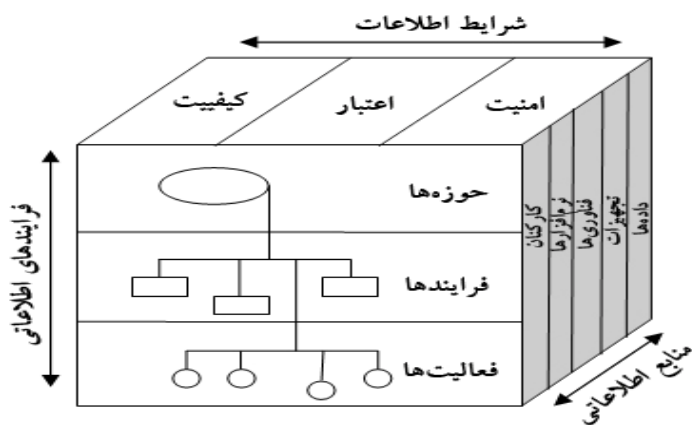 شرایط اطلاعات
کیفییت
اعتبار
امنیت
حوزه‌ها
فرایندها
فعالیت‌ها
فرایندهای اطلاعاتی
کارکنان
نرم‌افزارها
فناوری‌ها
تجهیزات
داده‌ها
منابع اطلاعاتی